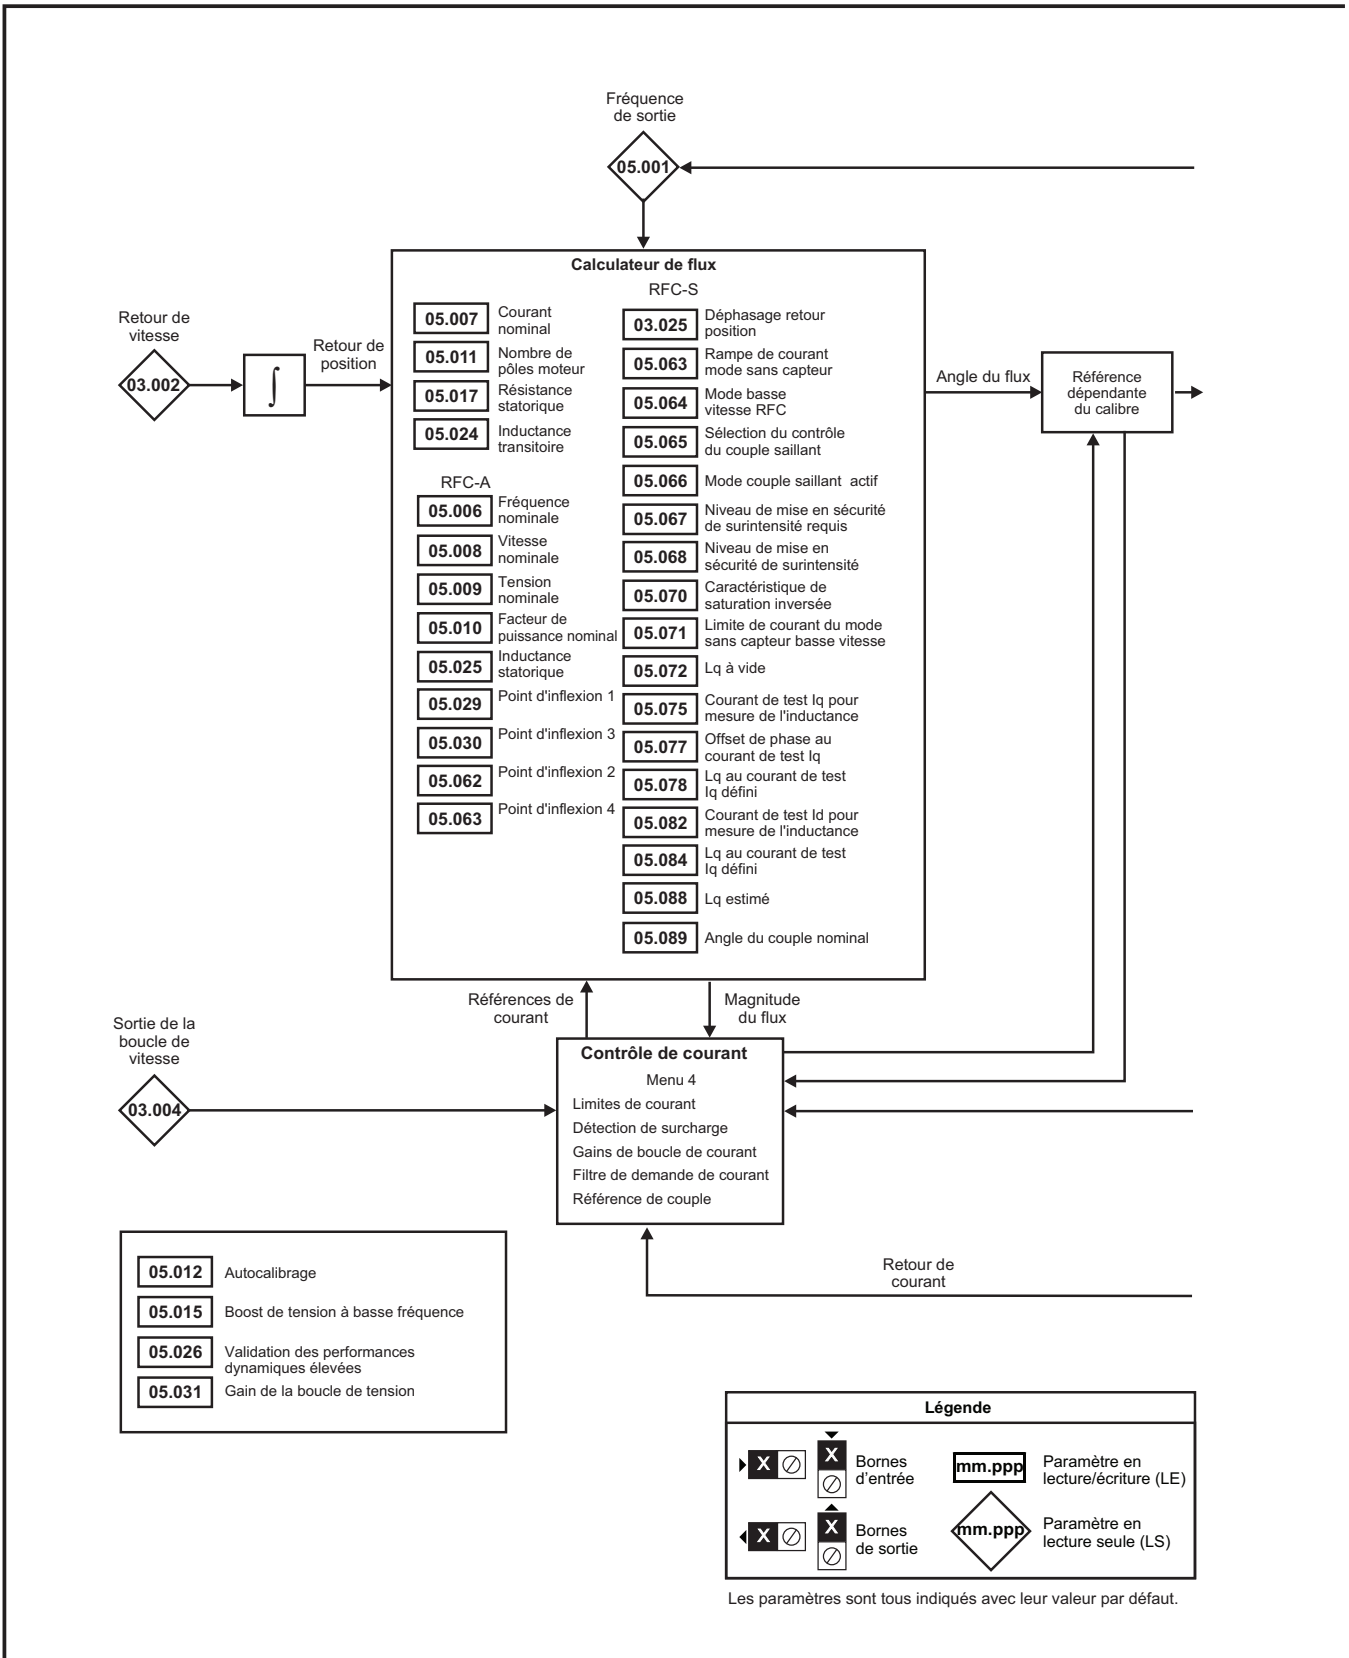 Fréquence
de sortie
05.001
Calculateur de flux
Retour de
vitesse
03.002
∫
Retour de
position
05.007
Courant
nominal
05.011
Nombre de
pôles moteur
05.017
Résistance
statorique
05.024
Inductance
transitoire
RFC-A
05.006
Fréquence
nominale
05.008
Vitesse
nominale
05.009
Tension
nominale
05.010
Facteur de
puissance nominal
05.025
Inductance
statorique
05.029
Point d'inflexion 1
05.030
Point d'inflexion 3
05.062
Point d'inflexion 2
05.063
Point d'inflexion 4
RFC-S
03.025
Déphasage retour
position
05.063
Rampe de courant
mode sans capteur
05.064
Mode basse
vitesse RFC
05.065
Sélection du contrôle
du couple saillant
05.066
Mode couple saillant  actif
05.067
Niveau de mise en sécurité
de surintensité requis
05.068
Niveau de mise en
sécurité de surintensité
05.070
Caractéristique de
saturation inversée
05.071
Limite de courant du mode
sans capteur basse vitesse
05.072
Lq à vide
05.075
Courant de test Iq pour
mesure de l'inductance
05.077
Offset de phase au
courant de test Iq
05.078
Lq au courant de test
Iq défini
05.082
Courant de test Id pour
mesure de l'inductance
05.084
Lq au courant de test
Iq défini
05.088
Lq estimé
05.089
Angle du couple nominal
Angle du flux
Référence
dépendante
du calibre
Références de
courant
Magnitude
du flux
Sortie de la
boucle de
vitesse
03.004
Contrôle de courant
Menu 4
Limites de courant
Détection de surcharge
Gains de boucle de courant
Filtre de demande de courant
Référence de couple
Retour de
courant
05.012
Autocalibrage
05.015
Boost de tension à basse fréquence
05.026
Validation des performances
dynamiques élevées
05.031
Gain de la boucle de tension
Légende
X
X
Bornes
d'entrée
mm.ppp
Paramètre en
lecture/écriture (LE)
X
X
Bornes
de sortie
mm.ppp
Paramètre en
lecture seule (LS)
Les paramètres sont tous indiqués avec leur valeur par défaut.